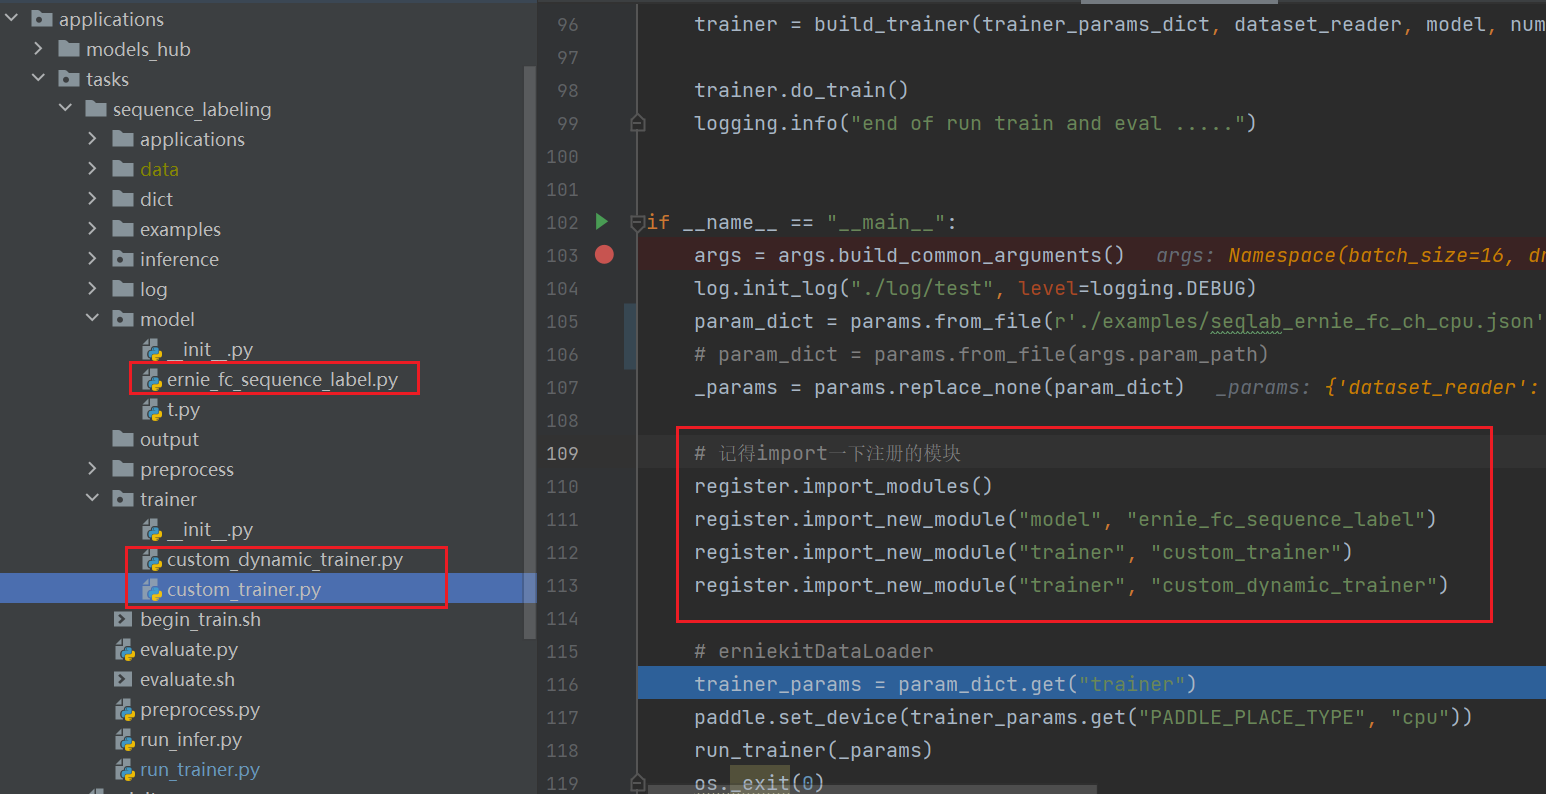 applications
models_hub
tasks
sequence_labeling
applications
data
dict
examples
inference
log
model
__init__.py
ernie_fc_sequence_label.py
t.py
output
preprocess
trainer
__init__.py
custom_dynamic_trainer.py
custom_trainer.py
begin_train.sh
evaluate.py
evaluate.sh
preprocess.py
run_infer.py
run_trainer.py
96 trainer = build_trainer(trainer_params_dict, dataset_reader, model, num
97
98 trainer.do_train()
99 logging.info("end of run train and eval .....")
100
101
102 if __name__ == "__main__":
103 args = args.build_common_arguments() args: Namespace(batch_size=16, dr
104 log.init_log("./log/test", level=logging.DEBUG)
105 param_dict = params.from_file(r'./examples/seqlab_ernie_fc_ch_cpu.json'
106 # param_dict = params.from_file(args.param_path)
107 _params = params.replace_none(param_dict) _params: {'dataset_reader':
108
109 # 记得import一下注册的模块
110 register.import_modules()
111 register.import_new_module("model", "ernie_fc_sequence_label")
112 register.import_new_module("trainer", "custom_trainer")
113 register.import_new_module("trainer", "custom_dynamic_trainer")
114
115 # erniekitDataLoader
116 trainer_params = param_dict.get("trainer")
117 paddle.set_device(trainer_params.get("PADDLE_PLACE_TYPE", "cpu"))
118 run_trainer(_params)
119 os._exit(0)